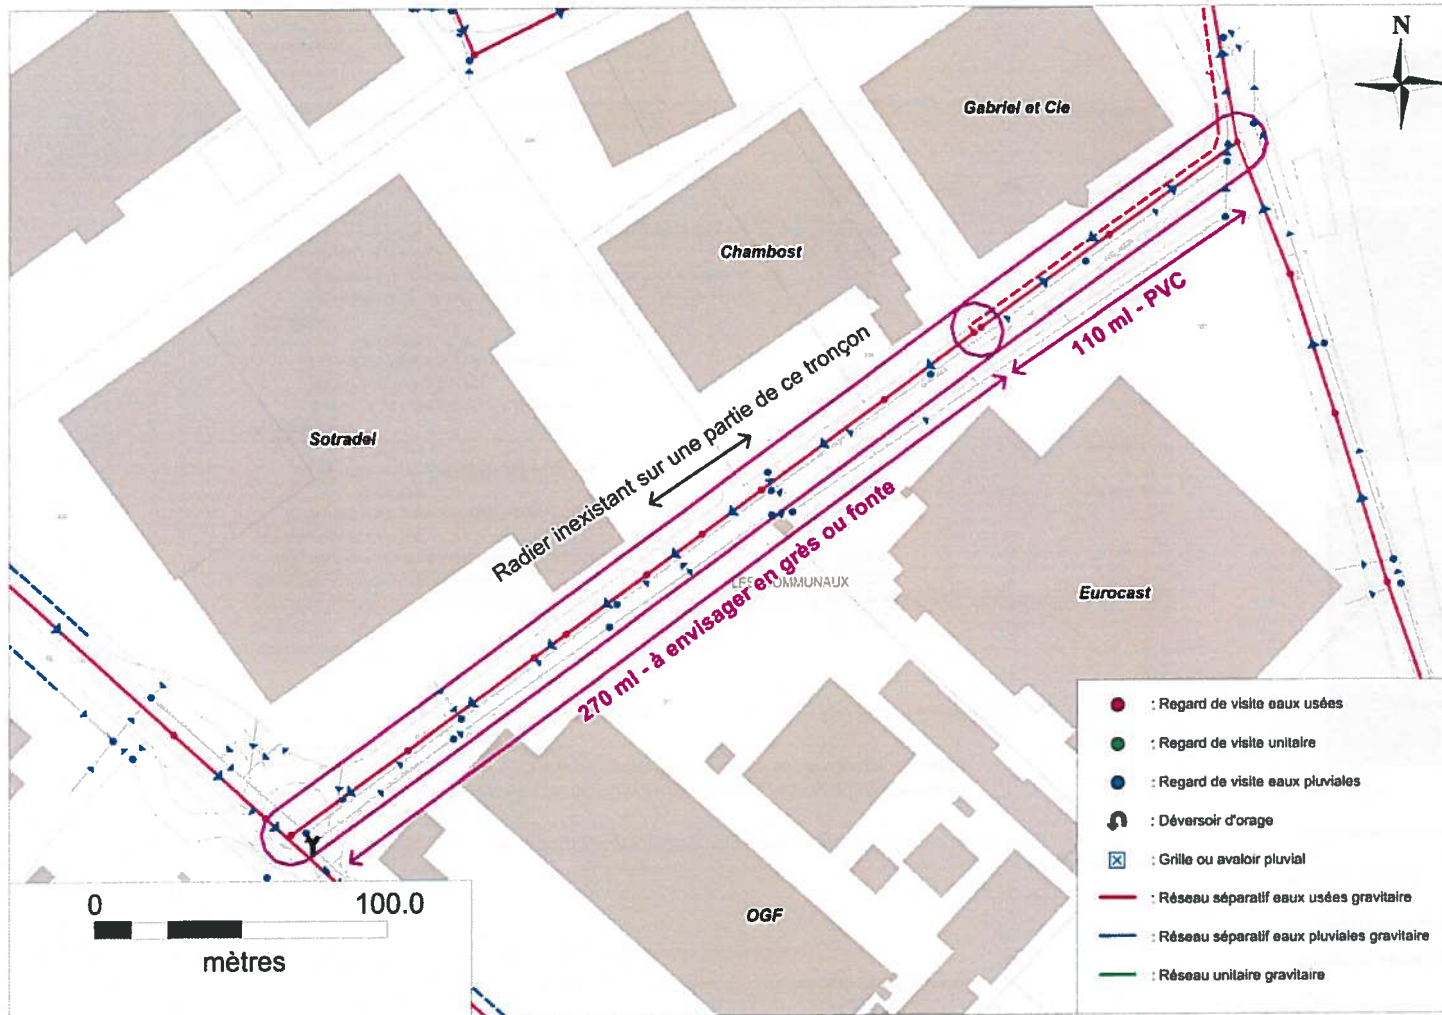 N
Gabriel et Cie
Chambost
110 ml - PVC
Radier inexistant sur une partie de ce tronçon
Sotradel
270 ml - à envisager en grès ou fonte
LES COMMUNAUX
Eurocast
OGF
Y
0 100.0
mètres
: Regard de visite eaux usées
: Regard de visite unitaire
: Regard de visite eaux pluviales
: Déversoir d'orage
: Grille ou avaloir pluvial
: Réseau séparatif eaux usées gravitaire
: Réseau séparatif eaux pluviales gravitaire
: Réseau unitaire gravitaire